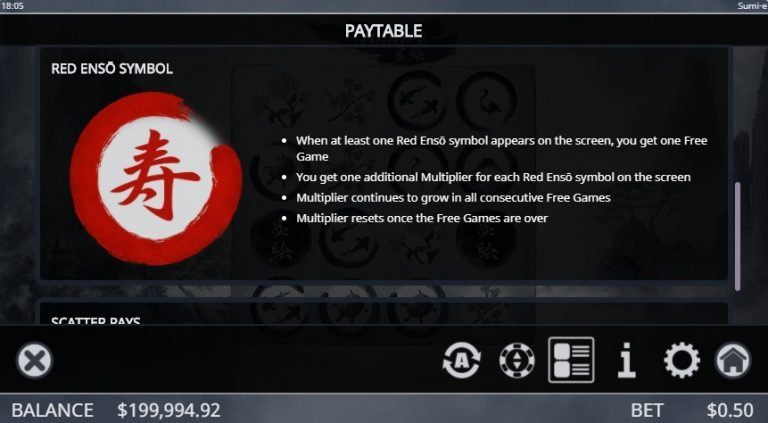 18:05
Sumi-e
PAYTABLE
RED ENSŌ SYMBOL
寿
• When at least one Red Ensō symbol appears on the screen, you get one Free
Game
• You get one additional Multiplier for each Red Ensō symbol on the screen
• Multiplier continues to grow in all consecutive Free Games
• Multiplier resets once the Free Games are over
SCATTER PAYS
A
BALANCE $199,994.92
BET $0.50